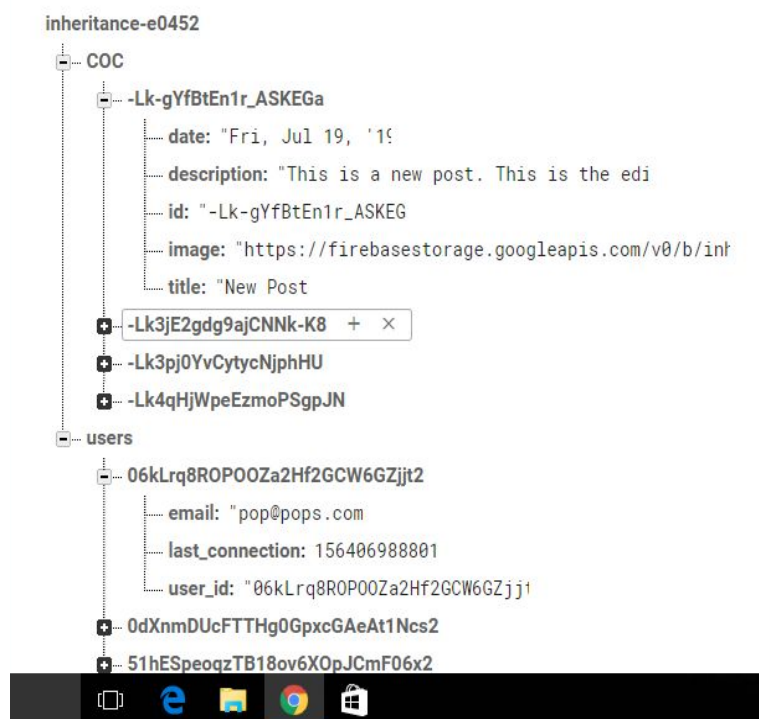 inheritance-e0452
COC
-Lk-gYfBtEn1r_ASKEGa
date: "Fri, Jul 19, '19
description: "This is a new post. This is the edi
id: "-Lk-gYfBtEn1r_ASKEG
image: "https://firebasestorage.googleapis.com/v0/b/inh
title: "New Post
-Lk3jE2gdg9ajCNNk-K8 + ×
-Lk3pj0YvCytycNjphHU
-Lk4qHjWpeEzmoPSgpJN
users
06kLrq8ROPOOZa2Hf2GCW6GZjjt2
email: "pop@pops.com
last_connection: 156406988801
user_id: "06kLrq8ROPOOZa2Hf2GCW6GZjjt
0dXnmDUcFTTHg0GpxcGAeAt1Ncs2
51hESpeoqzTB18ov6XOpJCmF06x2